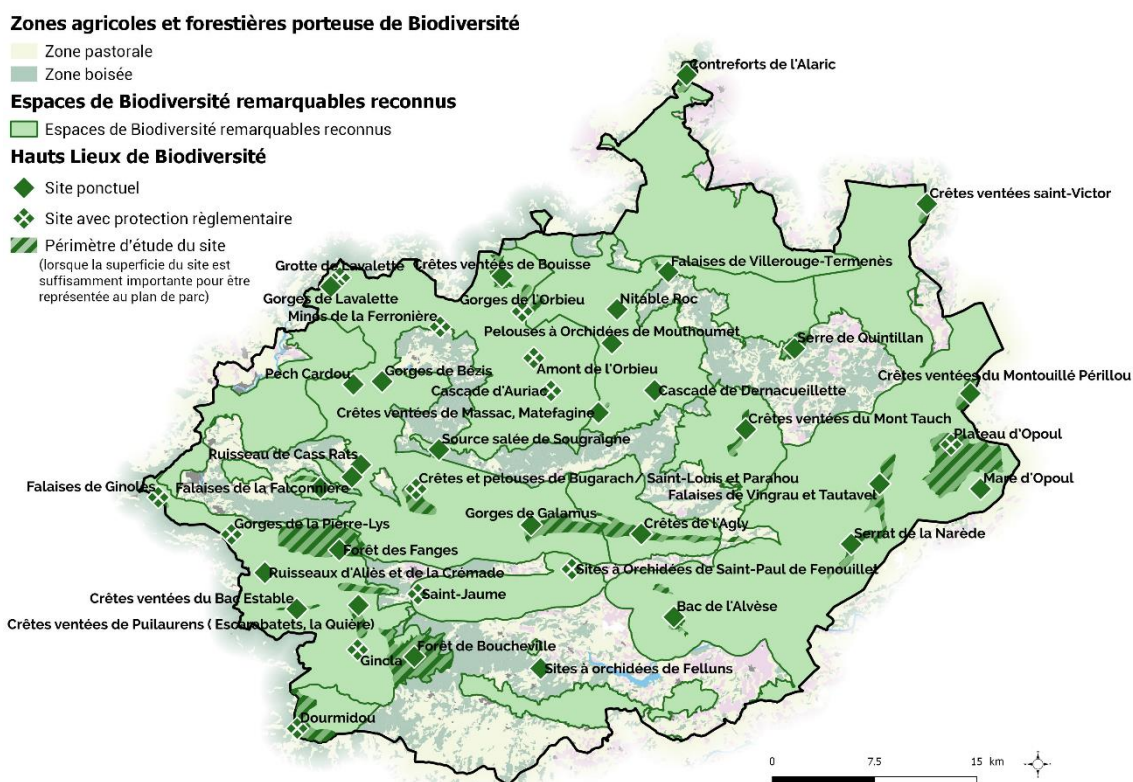 Zones agricoles et forestières porteuse de Biodiversité
Zone pastorale
Zone boisée
Espaces de Biodiversité remarquables reconnus
Espaces de Biodiversité remarquables reconnus
Hauts Lieux de Biodiversité
Site ponctuel
Site avec protection règlementaire
Périmètre d'étude du site
(lorsque la superficie du site est
suffisamment importante pour être
représentée au plan de parc)
Contreforts de l'Alaric
Crêtes ventées saint-Victor
Grotte de Lavalette
Crêtes ventées de Bouisse
Falaises de Villerouge-Termenès
Gorges de Lavalette
Gorges de l'Orbieu
Nitable Roc
Mines de la Ferronière
Pelouses à Orchidées de Mouthoumet
Serre de Quintillan
Pech Cardou
Gorges de Bézis
Amont de l'Orbieu
Crêtes ventées du Montouillé Périllou
Cascade d'Auriac
Cascade de Dernacueillette
Crêtes ventées de Massac, Matefagine
Crêtes ventées du Mont Tauch
Source salée de Sougraigne
Plateau d'Opoul
Ruisseau de Cass Rats
Falaises de Ginoles
Falaises de la Falconnière
Crêtes et pelouses de Bugarach/ Saint-Louis et Parahou
Mare d'Opoul
Falaises de Vingrau et Tautavel
Gorges de la Pierre-Lys
Gorges de Galamus
Crêtes de l'Agly
Serrat de la Narède
Forêt des Fanges
Ruisseaux d'Aliès et de la Crémade
Sites à Orchidées de Saint-Paul de Fenouillet
Saint-Jaume
Crêtes ventées du Bac Estable
Bac de l'Alvèse
Crêtes ventées de Puilaurens ( Escarabatets, la Quière)
Gincla
Forêt de Boucheville
Sites à orchidées de Felluns
Dourmidou
0 7.5 15 km